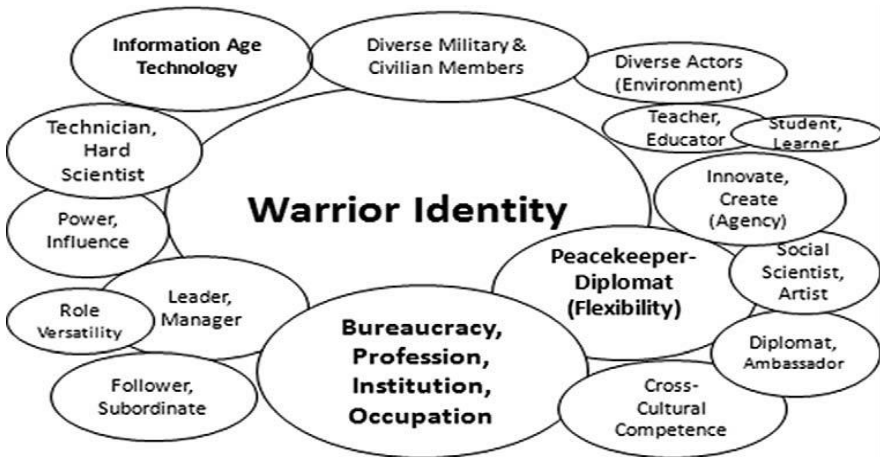 Information Age
Technology
Diverse Military &
Civilian Members
Diverse Actors
(Environment)
Teacher,
Educator
Student,
Learner
Technician,
Hard
Scientist
Innovate,
Create
(Agency)
Warrior Identity
Power,
Influence
Peacekeeper-
Diplomat
(Flexibility)
Social
Scientist,
Artist
Leader,
Manager
Role
Versatility
Bureaucracy,
Profession,
Institution,
Occupation
Diplomat,
Ambassador
Follower,
Subordinate
Cross-
Cultural
Competence